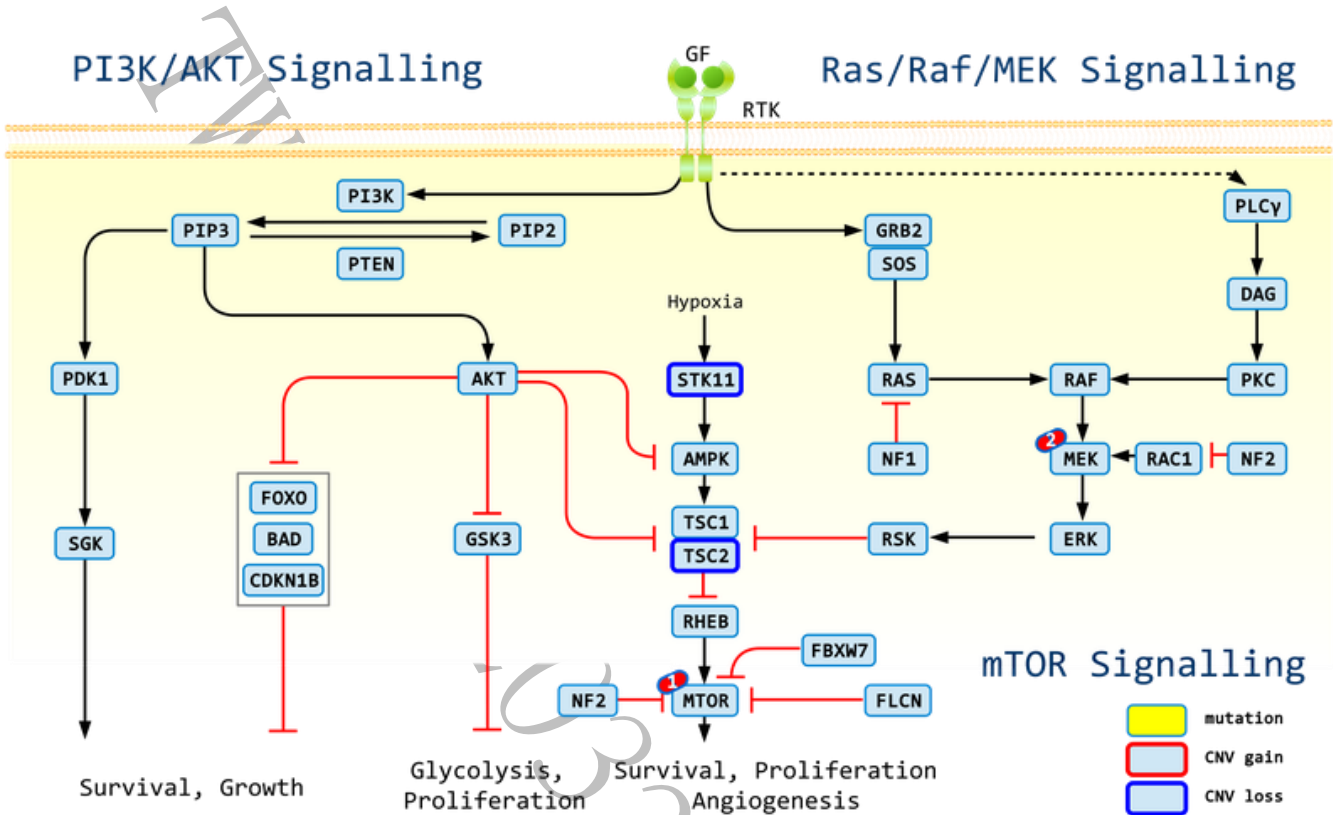 GF
PI3K/AKT Signalling
Ras/Raf/MEK Signalling
RTK
PI3K
PLCγ
PIP3
PIP2
GRB2
PTEN
SOS
DAG
Hypoxia
PDK1
AKT
STK11
RAS
RAF
PKC
2
AMPK
NF1
MEK
RAC1
NF2
FOXO
TSC1
BAD
GSK3
RSK
ERK
SGK
TSC2
CDKN1B
RHEB
FBXW7
mTOR Signalling
1
NF2
MTOR
FLCN
mutation
CNV gain
CNV loss
Survival, Growth
Glycolysis,
Proliferation
Survival, Proliferation
Angiogenesis